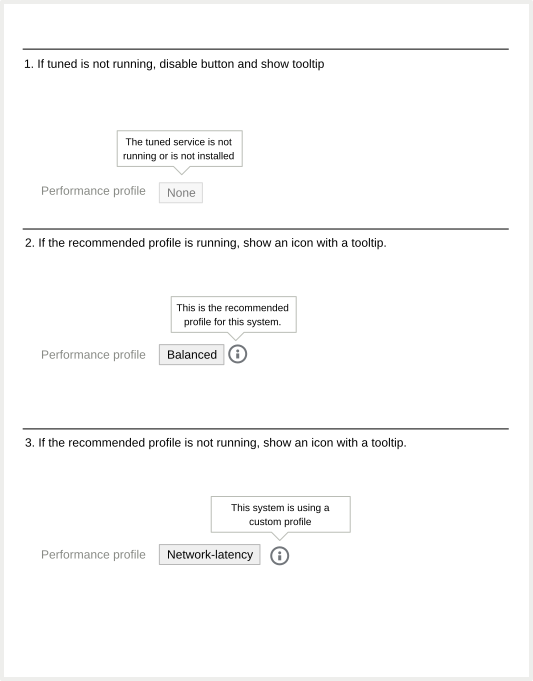 1. If tuned is not running, disable button and show tooltip
The tuned service is not
running or is not installed
Performance profile None
2. If the recommended profile is running, show an icon with a tooltip.
This is the recommended
profile for this system.
Performance profile Balanced
3. If the recommended profile is not running, show an icon with a tooltip.
This system is using a
custom profile
Performance profile Network-latency